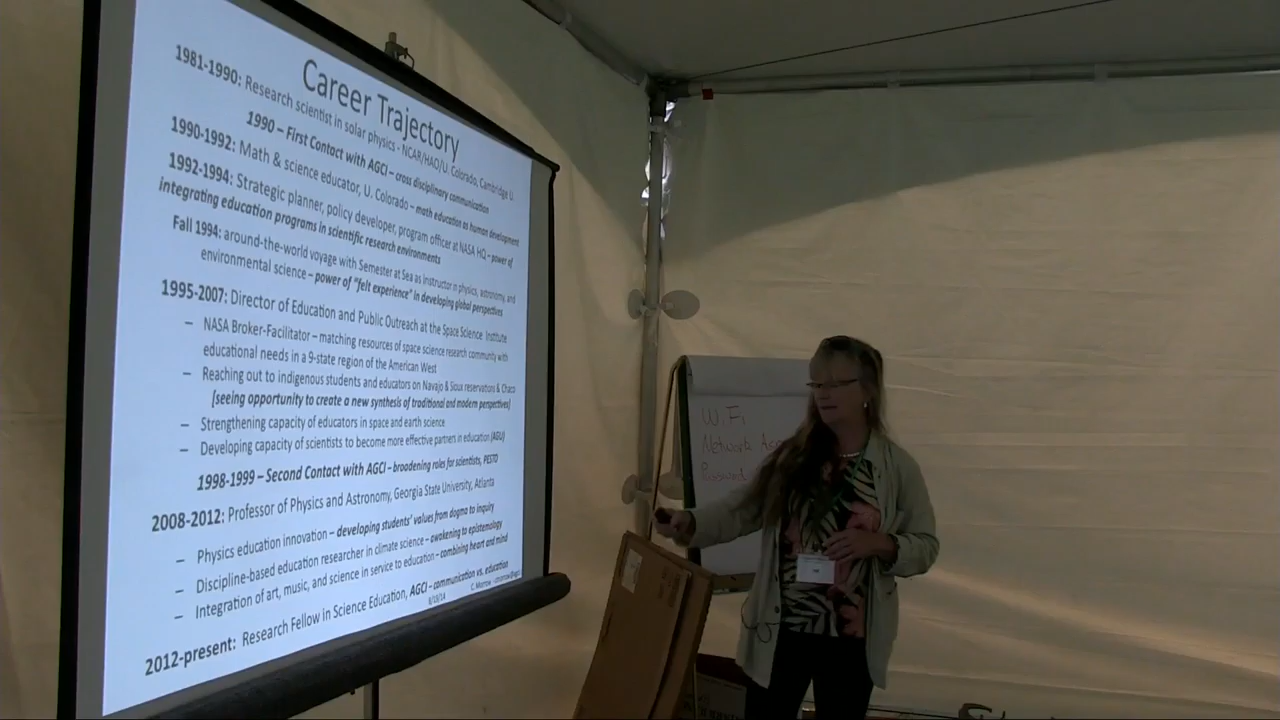 Career Trajectory
1981-1990: Research scientist in solar physics - NCAR/HAO/U. Colorado, Cambridge U.
1990 – First Contact with AGCI – cross disciplinary communication
1990-1992: Math & science educator, U. Colorado – math education as human development
1992-1994: Strategic planner, policy developer, program officer at NASA HQ – power of
integrating education programs in scientific research environments
Fall 1994: around-the-world voyage with Semester at Sea as instructor in physics, astronomy, and
environmental science – power of "felt experience" in developing global perspectives
1995-2007: Director of Education and Public Outreach at the Space Science Institute
– NASA Broker-Facilitator – matching resources of space science research community with
educational needs in a 9-state region of the American West
– Reaching out to indigenous students and educators on Navajo & Sioux reservations & Chaco
[seeing opportunity to create a new synthesis of traditional and modern perspectives]
– Strengthening capacity of educators in space and earth science
– Developing capacity of scientists to become more effective partners in education (AGU)
1998-1999 – Second Contact with AGCI – broadening roles for scientists, PESTO
2008-2012: Professor of Physics and Astronomy, Georgia State University, Atlanta
– Physics education innovation – developing students' values from dogma to inquiry
– Discipline-based education researcher in climate science – awakening to epistemology
– Integration of art, music, and science in service to education – combining heart and mind
2012-present: Research Fellow in Science Education, AGCI - communication vs. education
C. Morrow
WiFi
Network